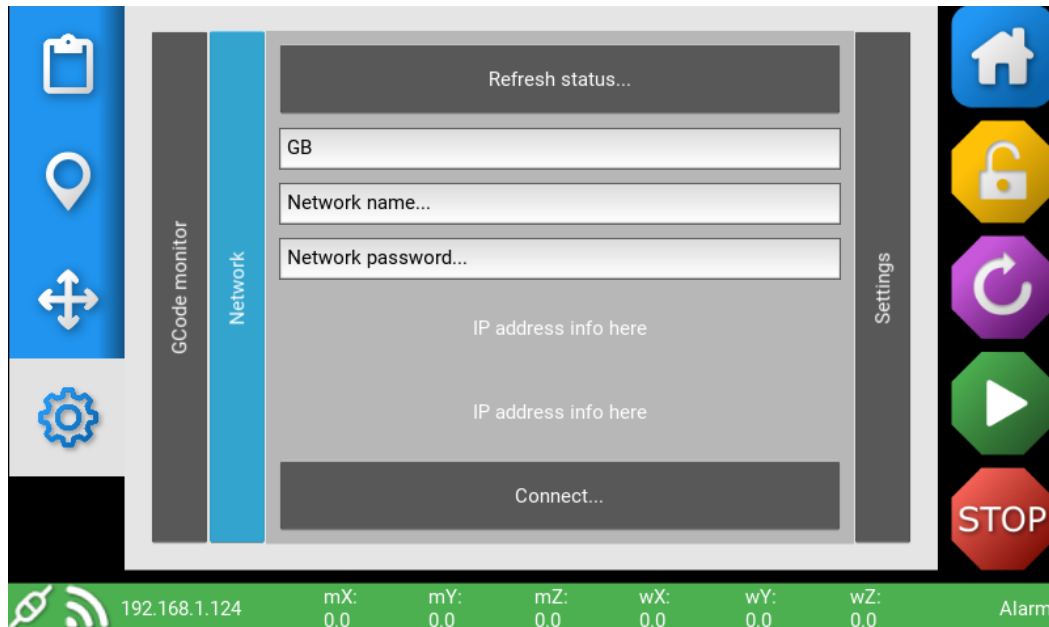 GCode monitor
Network
Refresh status...
GB
Network name...
Network password...
IP address info here
IP address info here
Connect...
Settings
STOP
192.168.1.124
mX: mY: mZ: wX: wY: wZ:
0.0 0.0 0.0 0.0 0.0 0.0
Alarm